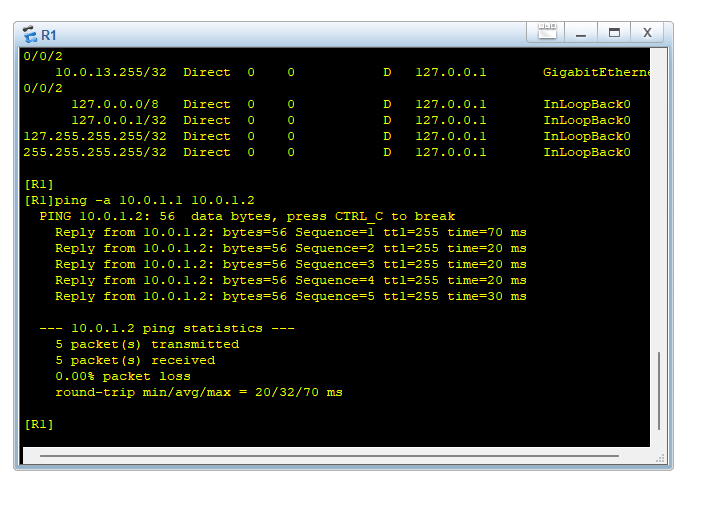 R1
0/0/2
10.0.13.255/32 Direct 0 0 D 127.0.0.1 GigabitEtherne
0/0/2
127.0.0.0/8 Direct 0 0 D 127.0.0.1 InLoopBack0
127.0.0.1/32 Direct 0 0 D 127.0.0.1 InLoopBack0
127.255.255.255/32 Direct 0 0 D 127.0.0.1 InLoopBack0
255.255.255.255/32 Direct 0 0 D 127.0.0.1 InLoopBack0
[R1]
[R1]ping -a 10.0.1.1 10.0.1.2
PING 10.0.1.2: 56 data bytes, press CTRL_C to break
Reply from 10.0.1.2: bytes=56 Sequence=1 ttl=255 time=70 ms
Reply from 10.0.1.2: bytes=56 Sequence=2 ttl=255 time=20 ms
Reply from 10.0.1.2: bytes=56 Sequence=3 ttl=255 time=20 ms
Reply from 10.0.1.2: bytes=56 Sequence=4 ttl=255 time=20 ms
Reply from 10.0.1.2: bytes=56 Sequence=5 ttl=255 time=30 ms
--- 10.0.1.2 ping statistics ---
5 packet(s) transmitted
5 packet(s) received
0.00% packet loss
round-trip min/avg/max = 20/32/70 ms
[R1]